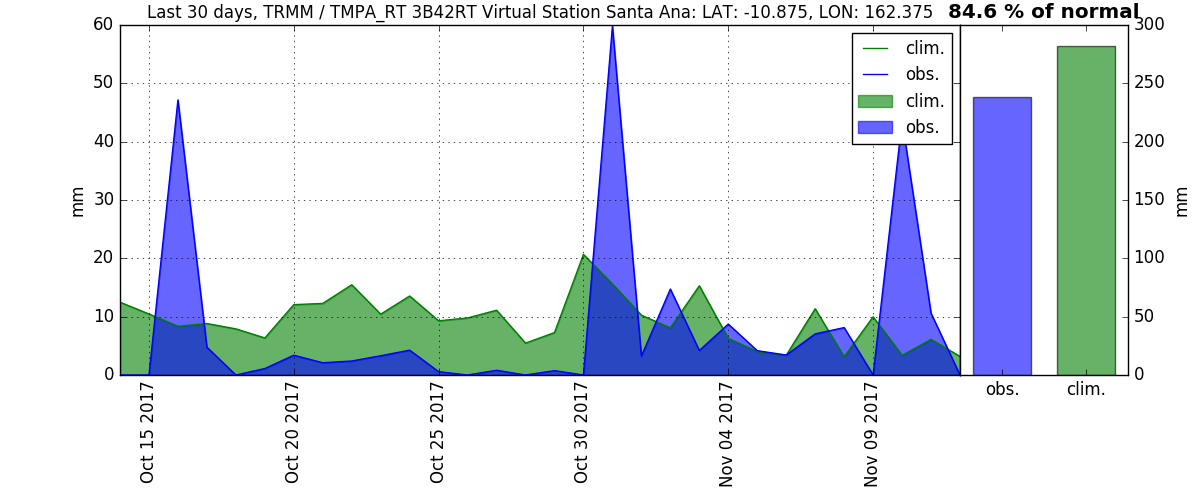 Last 30 days, TRMM / TMPA_RT 3B42RT Virtual Station Santa Ana: LAT: -10.875, LON: 162.375
84.6 % of normal
60
50
40
30
20
10
0
mm
clim.
obs.
clim.
obs.
Oct 15 2017
Oct 20 2017
Oct 25 2017
Oct 30 2017
Nov 04 2017
Nov 09 2017
300
250
200
150
100
50
0
mm
obs.
clim.